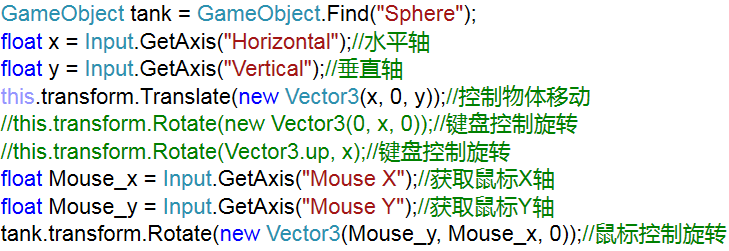 GameObject tank = GameObject.Find("Sphere");
float x = Input.GetAxis("Horizontal");//水平轴
float y = Input.GetAxis("Vertical");//垂直轴
this.transform.Translate(new Vector3(x, 0, y));//控制物体移动
//this.transform.Rotate(new Vector3(0, x, 0));//键盘控制旋转
//this.transform.Rotate(Vector3.up, x);//键盘控制旋转
float Mouse_x = Input.GetAxis("Mouse X");//获取鼠标X轴
float Mouse_y = Input.GetAxis("Mouse Y");//获取鼠标Y轴
tank.transform.Rotate(new Vector3(Mouse_y, Mouse_x, 0));//鼠标控制旋转